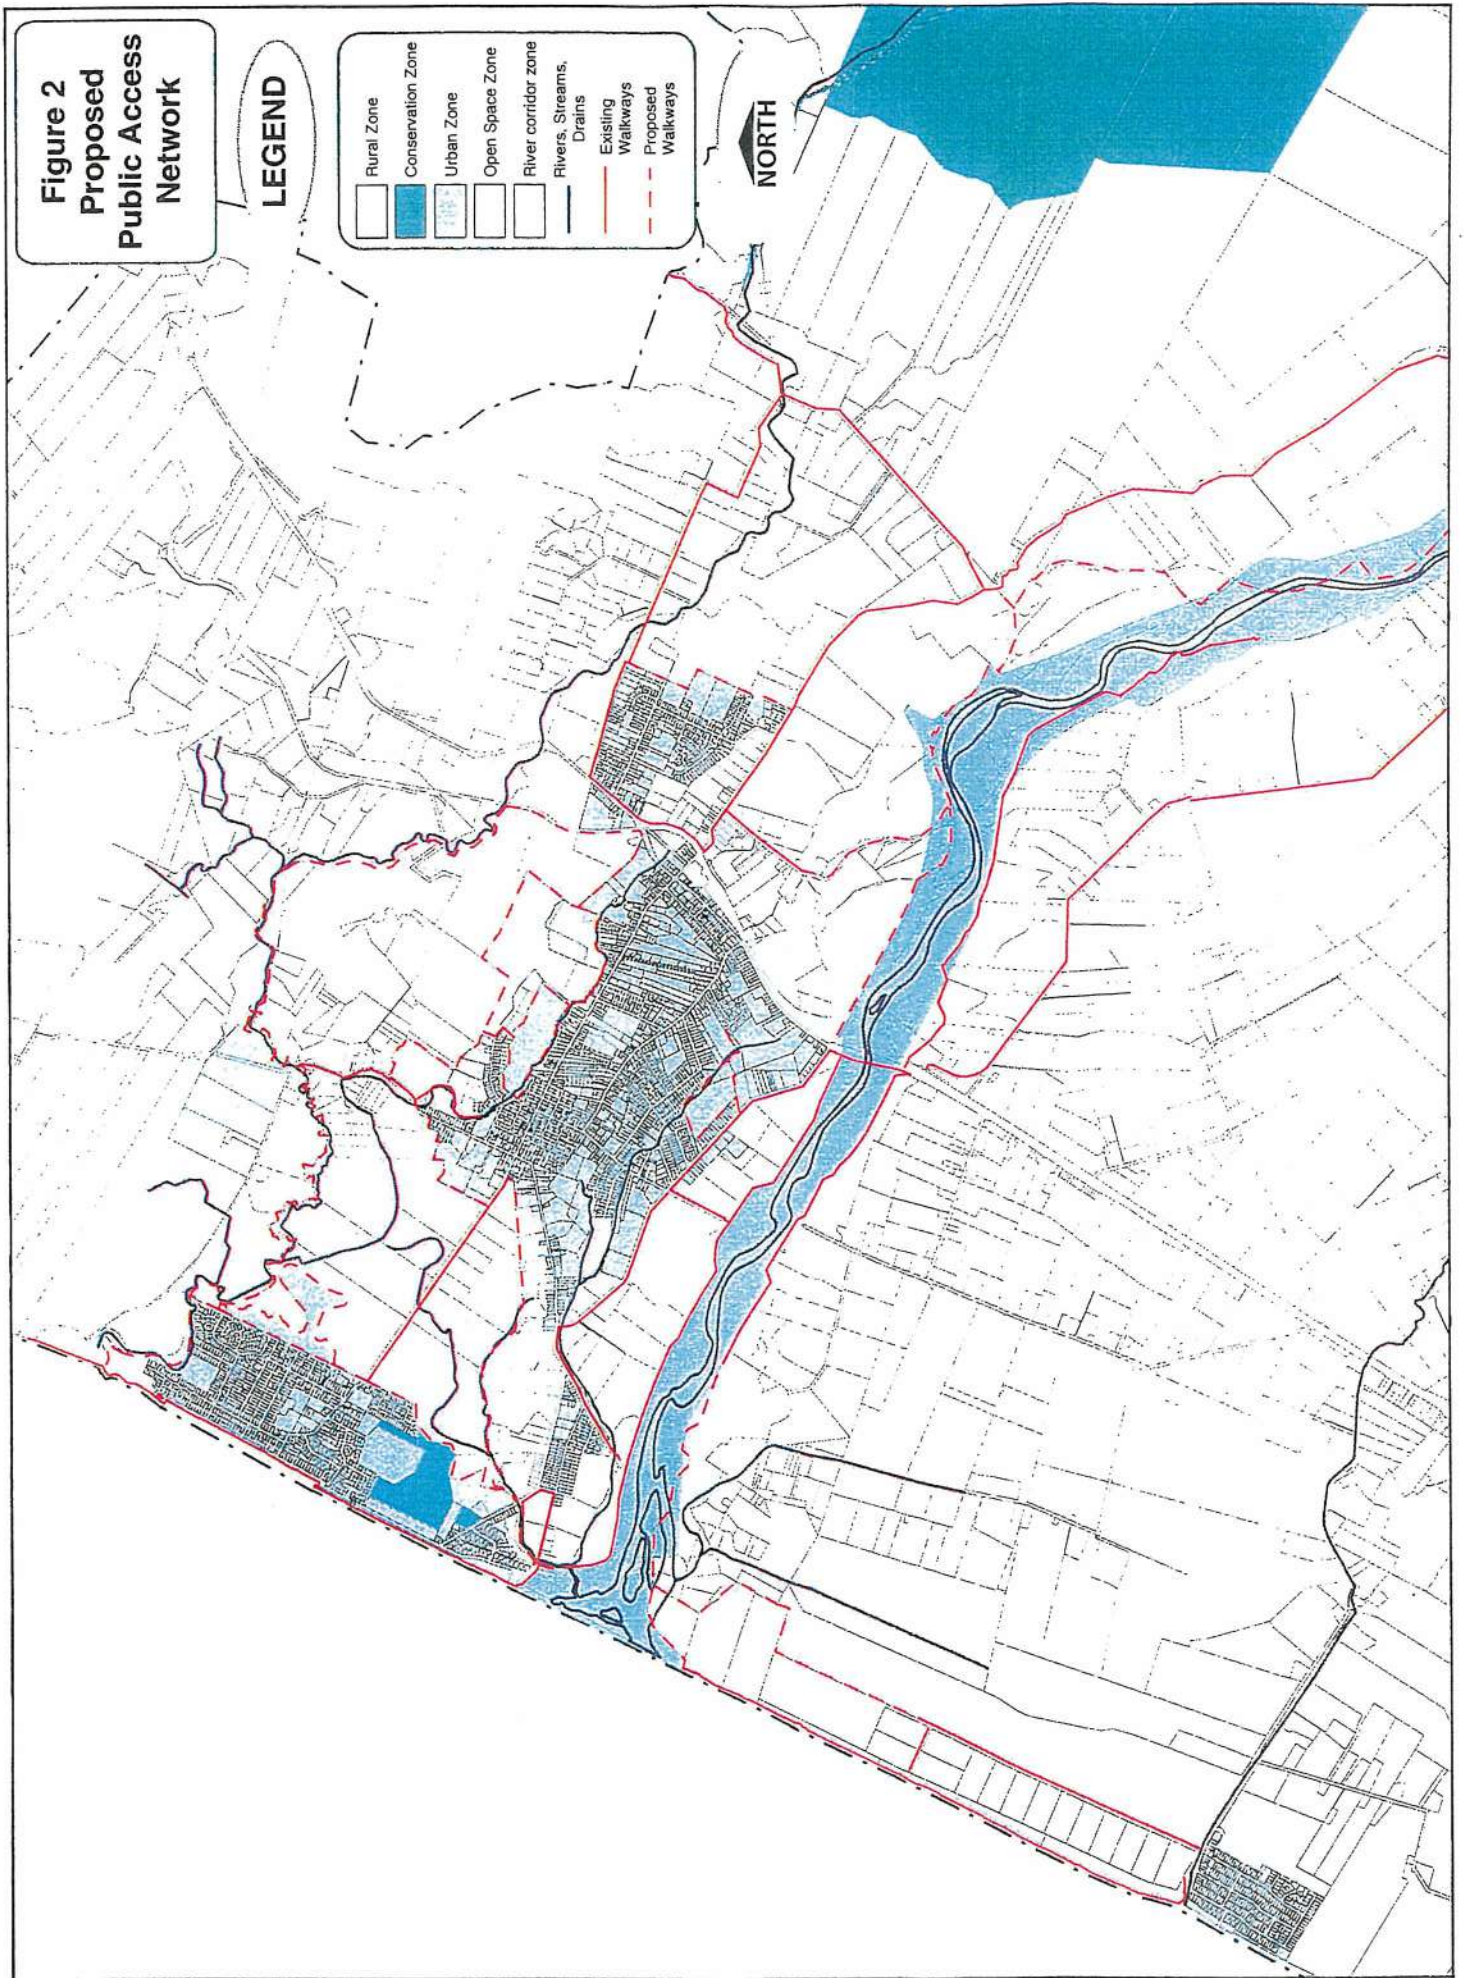 Figure 2
Proposed
Public Access
Network
LEGEND
Rural Zone
Conservation Zone
Urban Zone
Open Space Zone
River corridor zone
Rivers, Streams,
Drains
Existing
Walkways
Proposed
Walkways
NORTH